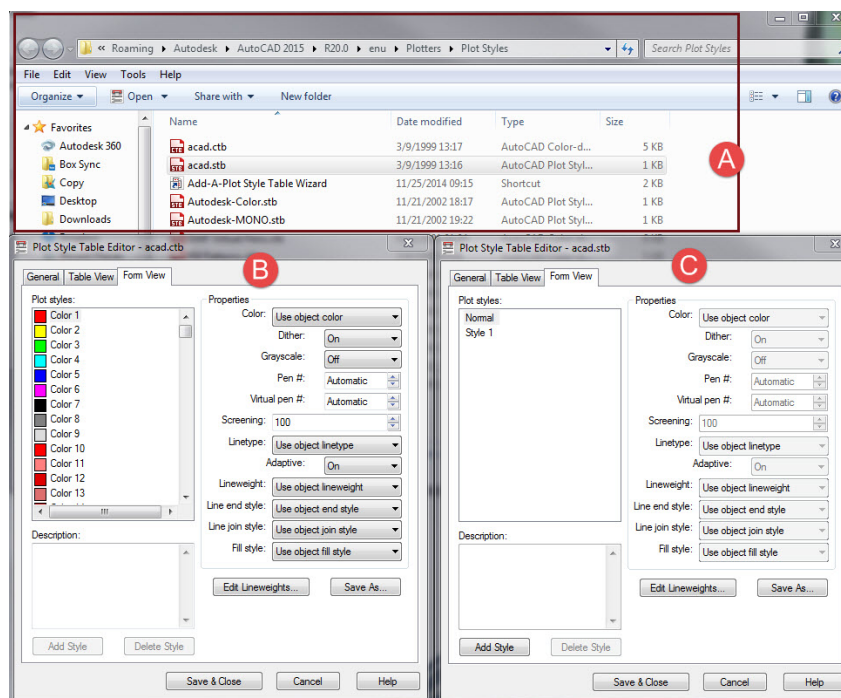 « Roaming ▸ Autodesk ▸ AutoCAD 2015 ▸ R20.0 ▸ enu ▸ Plotters ▸ Plot Styles
Search Plot Styles
File Edit View Tools Help
Organize Open Share with New folder
Name Date modified Type Size
Favorites
Autodesk 360
Box Sync
Copy
Desktop
Downloads
acad.ctb 3/9/1999 13:17 AutoCAD Color-d... 5 KB
acad.stb 3/9/1999 13:16 AutoCAD Plot Styl... 1 KB
Add-A-Plot Style Table Wizard 11/25/2014 09:15 Shortcut 2 KB
Autodesk-Color.stb 11/21/2002 18:17 AutoCAD Plot Styl... 1 KB
Autodesk-MONO.stb 11/21/2002 19:22 AutoCAD Plot Styl... 1 KB
A
Plot Style Table Editor - acad.ctb
B
General Table View Form View
Plot styles:
Color 1
Color 2
Color 3
Color 4
Color 5
Color 6
Color 7
Color 8
Color 9
Color 10
Color 11
Color 12
Color 13
Description:
Add Style Delete Style
Properties
Color: Use object color
Dither: On
Grayscale: Off
Pen #: Automatic
Virtual pen #: Automatic
Screening: 100
Linetype: Use object linetype
Adaptive: On
Lineweight: Use object lineweight
Line end style: Use object end style
Line join style: Use object join style
Fill style: Use object fill style
Edit Lineweights... Save As...
Save & Close Cancel Help
Plot Style Table Editor - acad.stb
C
General Table View Form View
Plot styles:
Normal
Style 1
Description:
Add Style Delete Style
Properties
Color: Use object color
Dither: On
Grayscale: Off
Pen #: Automatic
Virtual pen #: Automatic
Screening: 100
Linetype: Use object linetype
Adaptive: On
Lineweight: Use object lineweight
Line end style: Use object end style
Line join style: Use object join style
Fill style: Use object fill style
Edit Lineweights... Save As...
Save & Close Cancel Help